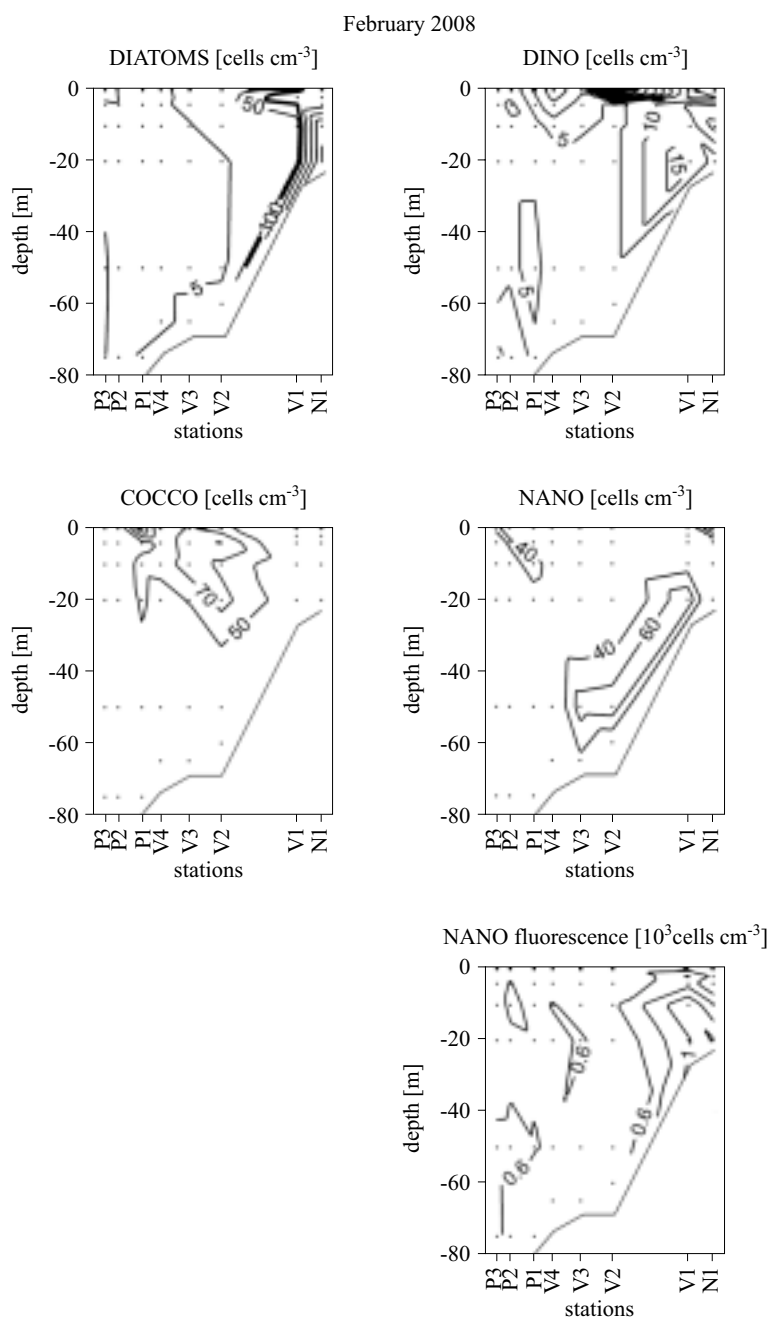 February 2008
DIATOMS [cells cm-3]
DINO [cells cm-3]
0
-20
-40
-60
-80
depth [m]
50
100
5
P3 P2 P1 V4 V3 V2 V1 N1
stations
0
-20
-40
-60
-80
depth [m]
0
5
10
0
15
5
P3 P2 P1 V4 V3 V2 V1 N1
stations
COCCO [cells cm-3]
NANO [cells cm-3]
0
-20
-40
-60
-80
depth [m]
70
50
P3 P2 P1 V4 V3 V2 V1 N1
stations
0
-20
-40
-60
-80
depth [m]
40
40
60
P3 P2 P1 V4 V3 V2 V1 N1
stations
NANO fluorescence [10³cells cm-3]
0
-20
-40
-60
-80
depth [m]
0.6
1
0.6
0.6
P3 P2 P1 V4 V3 V2 V1 N1
stations